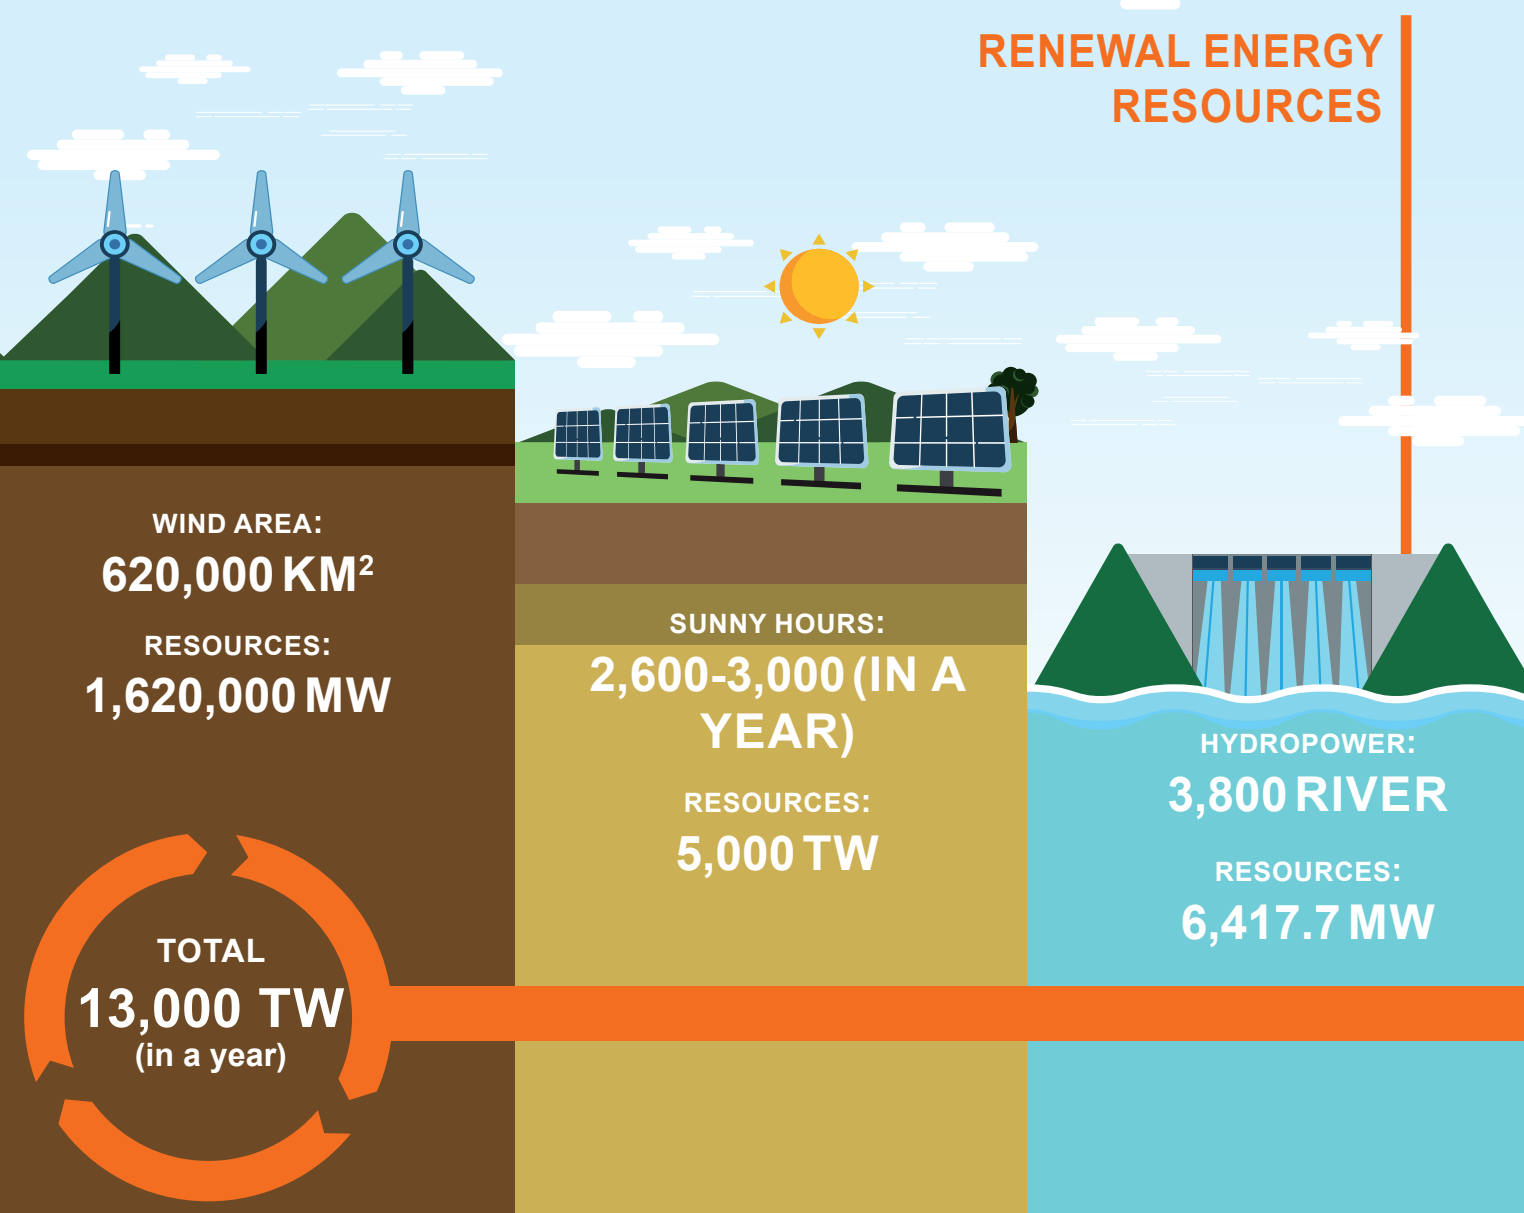 RENEWAL ENERGY
RESOURCES
WIND AREA:
620,000 KM²
RESOURCES:
1,620,000 MW
SUNNY HOURS:
2,600-3,000 (IN A
YEAR)
RESOURCES:
5,000 TW
HYDROPOWER:
3,800 RIVER
RESOURCES:
6,417.7 MW
TOTAL
13,000 TW
(in a year)